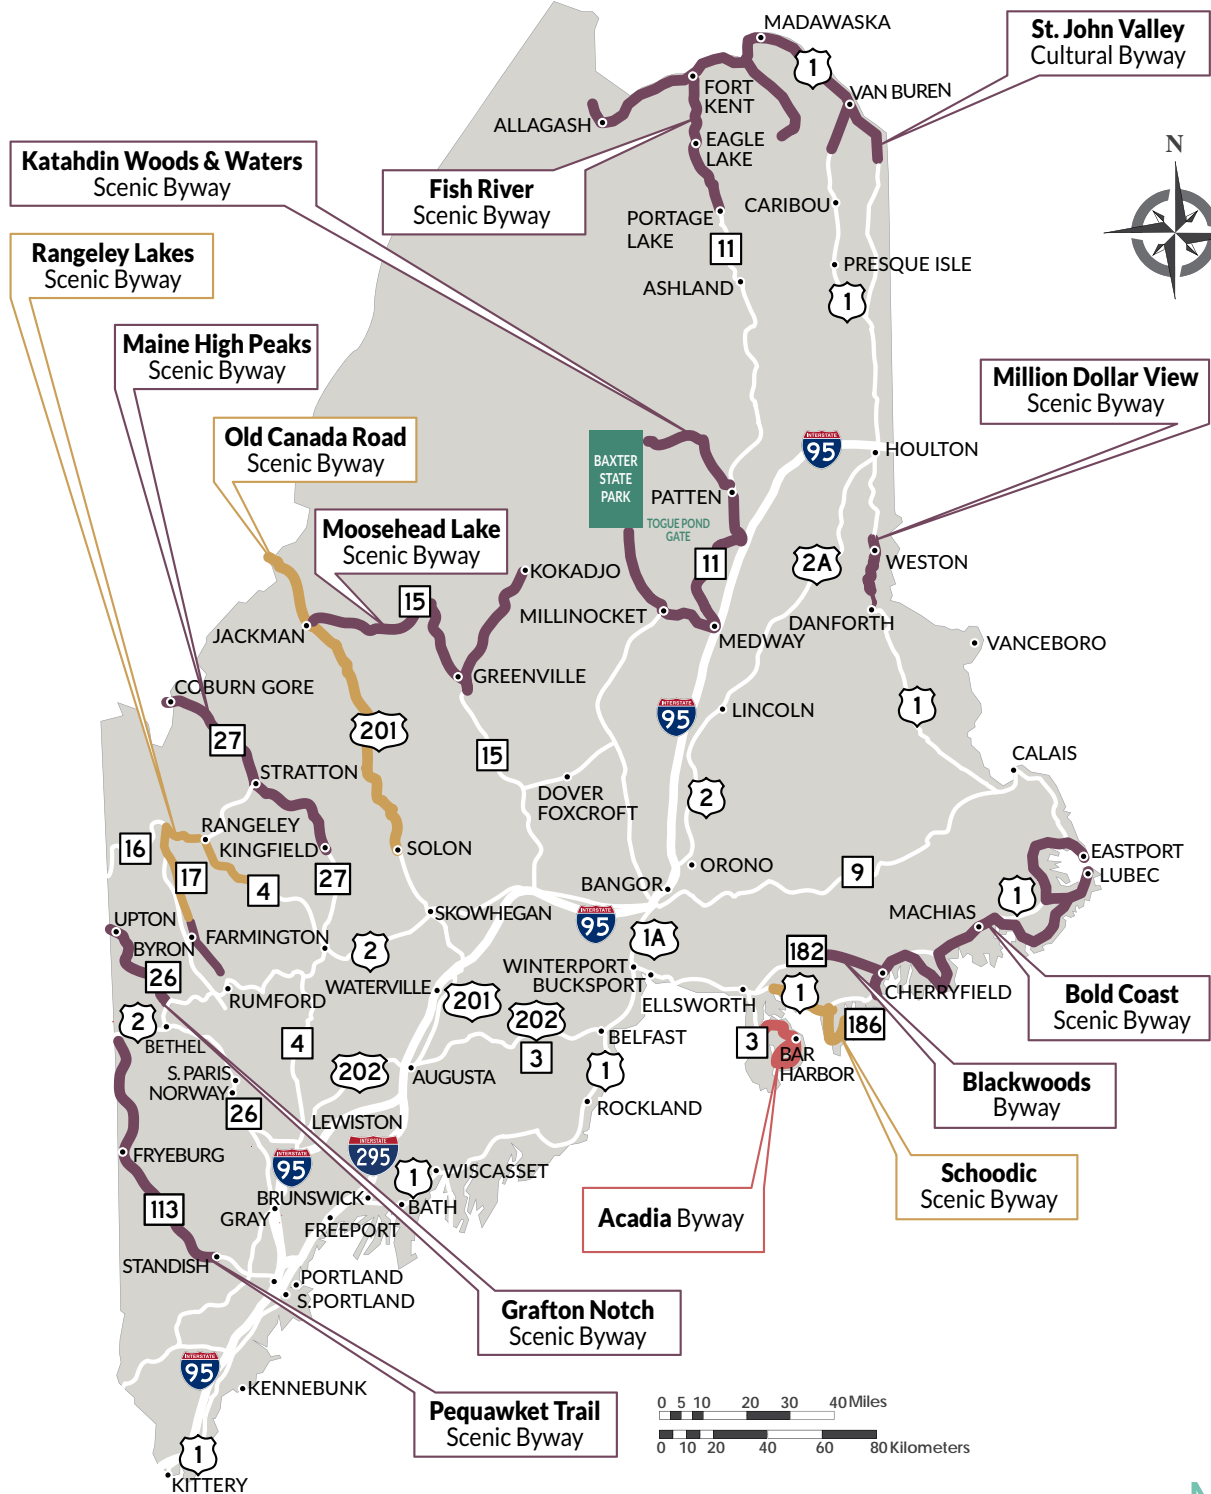 MADAWASKA
St. John Valley
Cultural Byway
1
VAN BUREN
FORT
KENT
ALLAGASH
EAGLE
LAKE
N
Katahdin Woods & Waters
Scenic Byway
Fish River
Scenic Byway
PORTAGE
LAKE
CARIBOU
11
Rangeley Lakes
Scenic Byway
PRESQUE ISLE
ASHLAND
1
Maine High Peaks
Scenic Byway
Million Dollar View
Scenic Byway
Old Canada Road
Scenic Byway
INTERSTATE
95
HOULTON
BAXTER
STATE
PARK
PATTEN
TOGUE POND
GATE
Moosehead Lake
Scenic Byway
11
2A
WESTON
KOKADJO
15
MILLINOCKET
DANFORTH
JACKMAN
MEDWAY
VANCEBORO
GREENVILLE
COBURN GORE
INTERSTATE
95
LINCOLN
1
27
201
15
CALAIS
STRATTON
DOVER
FOXCROFT
2
RANGELEY
KINGFIELD
16
SOLON
ORONO
EASTPORT
LUBEC
17
4
27
9
BANGOR
1
SKOWHEGAN
INTERSTATE
95
MACHIAS
UPTON
BYRON
FARMINGTON
2
1A
182
26
WINTERPORT
BUCKSPORT
CHERRYFIELD
Bold Coast
Scenic Byway
RUMFORD
WATERVILLE
201
ELLSWORTH
1
2
202
186
BETHEL
4
3
BELFAST
3
BAR
HARBOR
S. PARIS
NORWAY
202
AUGUSTA
1
Blackwoods
Byway
26
LEWISTON
ROCKLAND
FRYEBURG
INTERSTATE
95
INTERSTATE
295
1
WISCASSET
Schoodic
Scenic Byway
113
BRUNSWICK
BATH
GRAY
FREEPORT
Acadia Byway
STANDISH
PORTLAND
S.PORTLAND
Grafton Notch
Scenic Byway
INTERSTATE
95
KENNEBUNK
Pequawket Trail
Scenic Byway
0 5 10 20 30 40 Miles
0 10 20 40 60 80 Kilometers
1
KITTERY